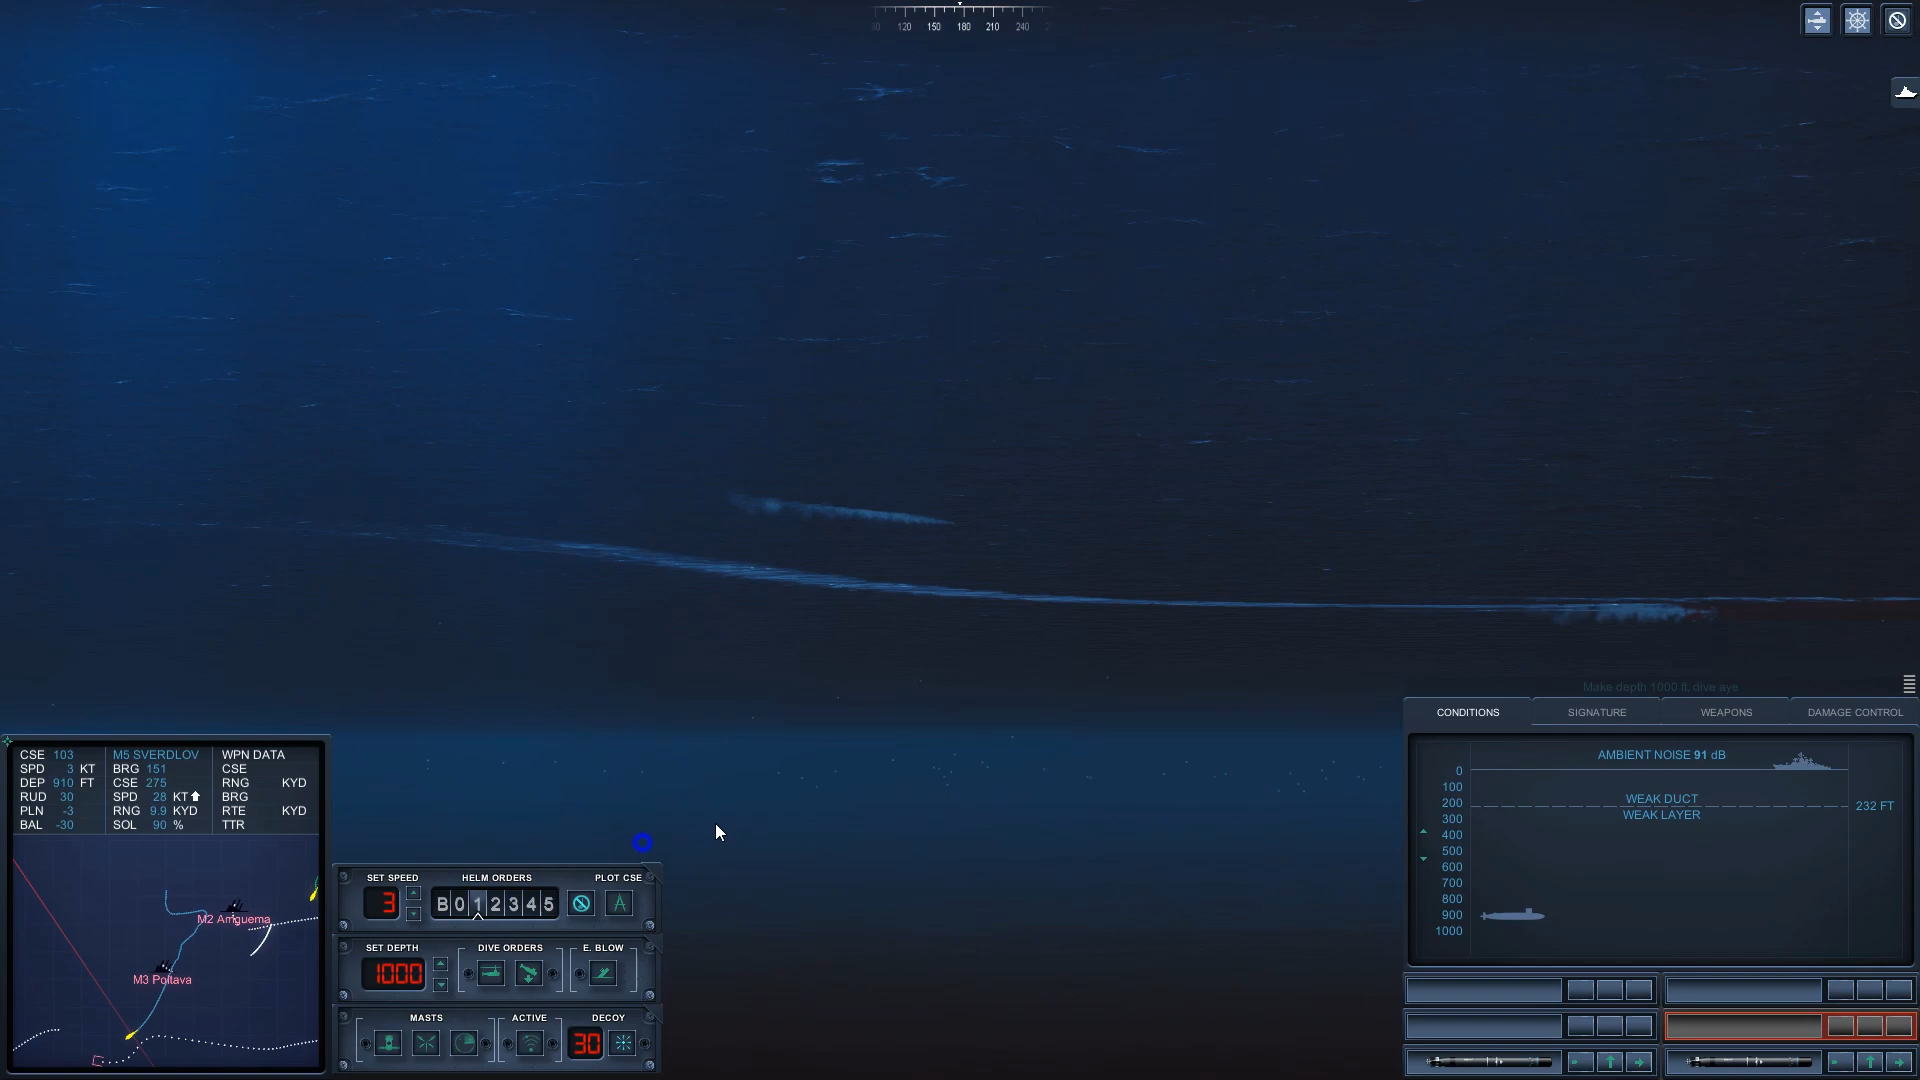 120 150 180 210 240
Make depth 1000 ft, dive aye
CONDITIONS SIGNATURE WEAPONS DAMAGE CONTROL
AMBIENT NOISE 91 dB
0
100
200
300
400
500
600
700
800
900
1000
WEAK DUCT
WEAK LAYER
232 FT
CSE 103 M5 SVERDLOV WPN DATA
SPD 3 KT BRG 151 CSE
DEP 910 FT CSE 275 RNG KYD
RUD 30 SPD 28 KT BRG
PLN -3 RNG 9.9 KYD RTE KYD
BAL -30 SOL 90 % TTR
M2 Amguema
M3 Poltava
SET SPEED HELM ORDERS PLOT CSE
3 B 0 1 2 3 4 5
SET DEPTH DIVE ORDERS E. BLOW
1000
MASTS ACTIVE DECOY
30